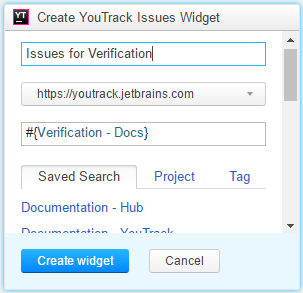 YT Create YouTrack Issues Widget
Issues for Verification
https://youtrack.jetbrains.com
#{Verification - Docs}
Saved Search Project Tag
Documentation - Hub
Documentation - YouTrack
Create widget Cancel